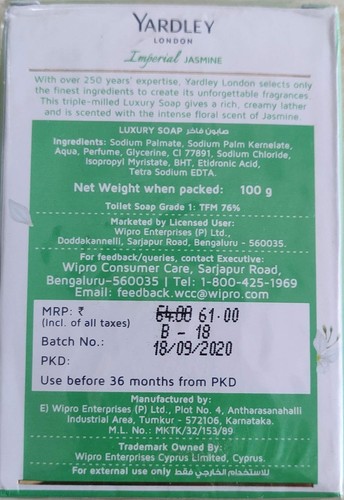 YARDLEY
LONDON
Imperial JASMINE
With over 250 years' expertise, Yardley London selects only
the finest ingredients to create its unforgettable fragrances.
This triple-milled Luxury Soap gives a rich, creamy lather
and is scented with the intense floral scent of Jasmine
LUXURY SOAP صابون فاخر
Ingredients: Sodium Palmate, Sodium Palm Kernelate,
Aqua, Perfume, Glycerine, CI 77891, Sodium Chloride,
Isopropyl Myristate, BHT, Etidronic Acid,
Tetra Sodium EDTA.
Net Weight when packed: 100 g
Toilet Soap Grade 1: TFM 76%
Marketed by Licensed User:
Wipro Enterprises (P) Ltd.,
Doddakannelli, Sarjapur Road, Bengaluru - 560035.
For feedback/queries, contact Executive:
Wipro Consumer Care, Sarjapur Road,
Bengaluru-560035 | Tel: 1-800-425-1969
Email: feedback.wcc@wipro.com
MRP: ₹ 64.00 61.00
(Incl. of all taxes)
Batch No.: B - 18
PKD: 18/09/2020
Use before 36 months from PKD
Manufactured by:
E) Wipro Enterprises (P) Ltd., Plot No. 4, Antharasanahalli
Industrial Area, Tumkur - 572106, Karnataka.
M.L. No.: MKTK/32/153/89
Trademark Owned By:
Wipro Enterprises Cyprus Limited, Cyprus.
For external use only للاستخدام الخارجي فقط